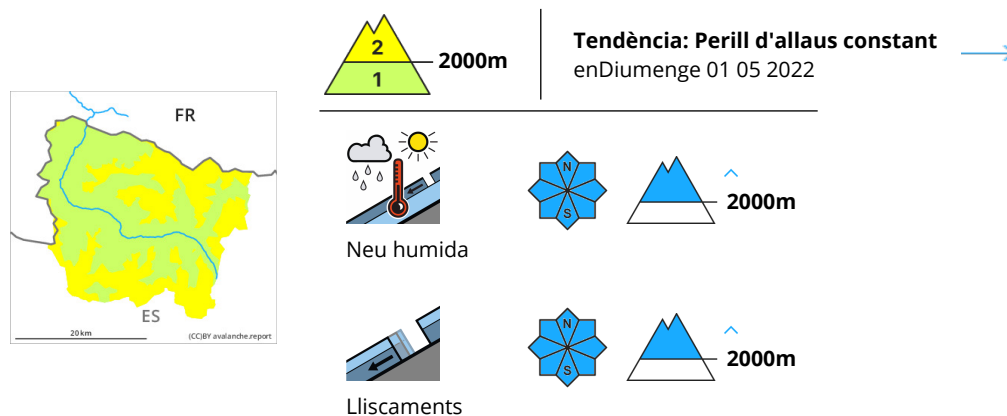 2
1
2000m
Tendència: Perill d'allaus constant
enDiumenge 01 05 2022
FR
ES
20 km
(CC)BY avalanche.report
N
S
2000m
Neu humida
N
S
2000m
Lliscaments